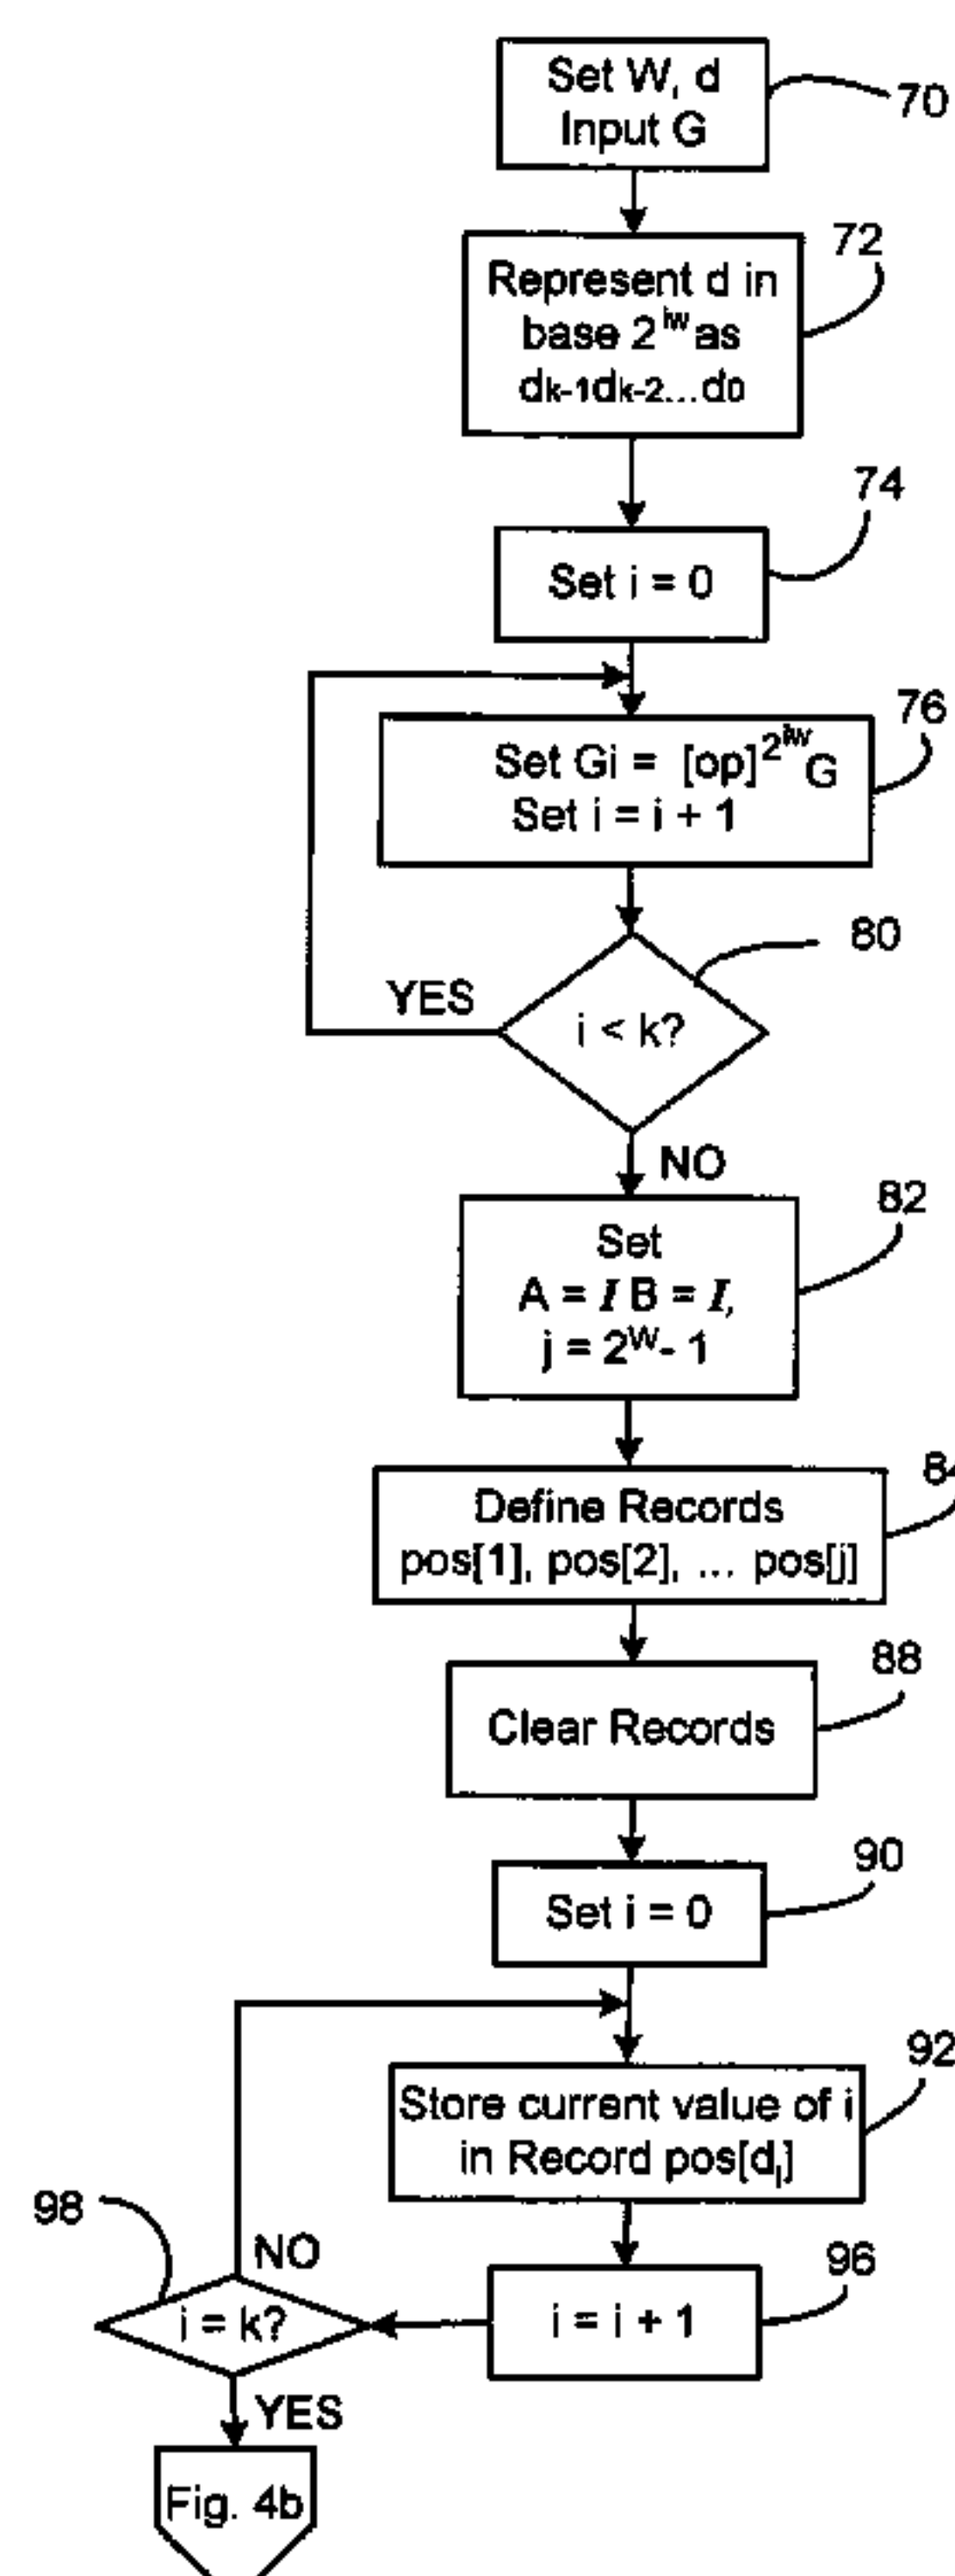 Set W, d
Input G
70
72
Represent d in
base 2^iw as
dk-1dk-2...d0
74
Set i = 0
76
Set Gi = [op]^2^iw G
Set i = i + 1
80
YES
i < k?
NO
82
Set
A = I B = I,
j = 2^W - 1
84
Define Records
pos[1], pos[2], ... pos[j]
88
Clear Records
90
Set i = 0
92
Store current value of i
in Record pos[di]
98
NO
96
i = k?
i = i + 1
YES
Fig. 4b